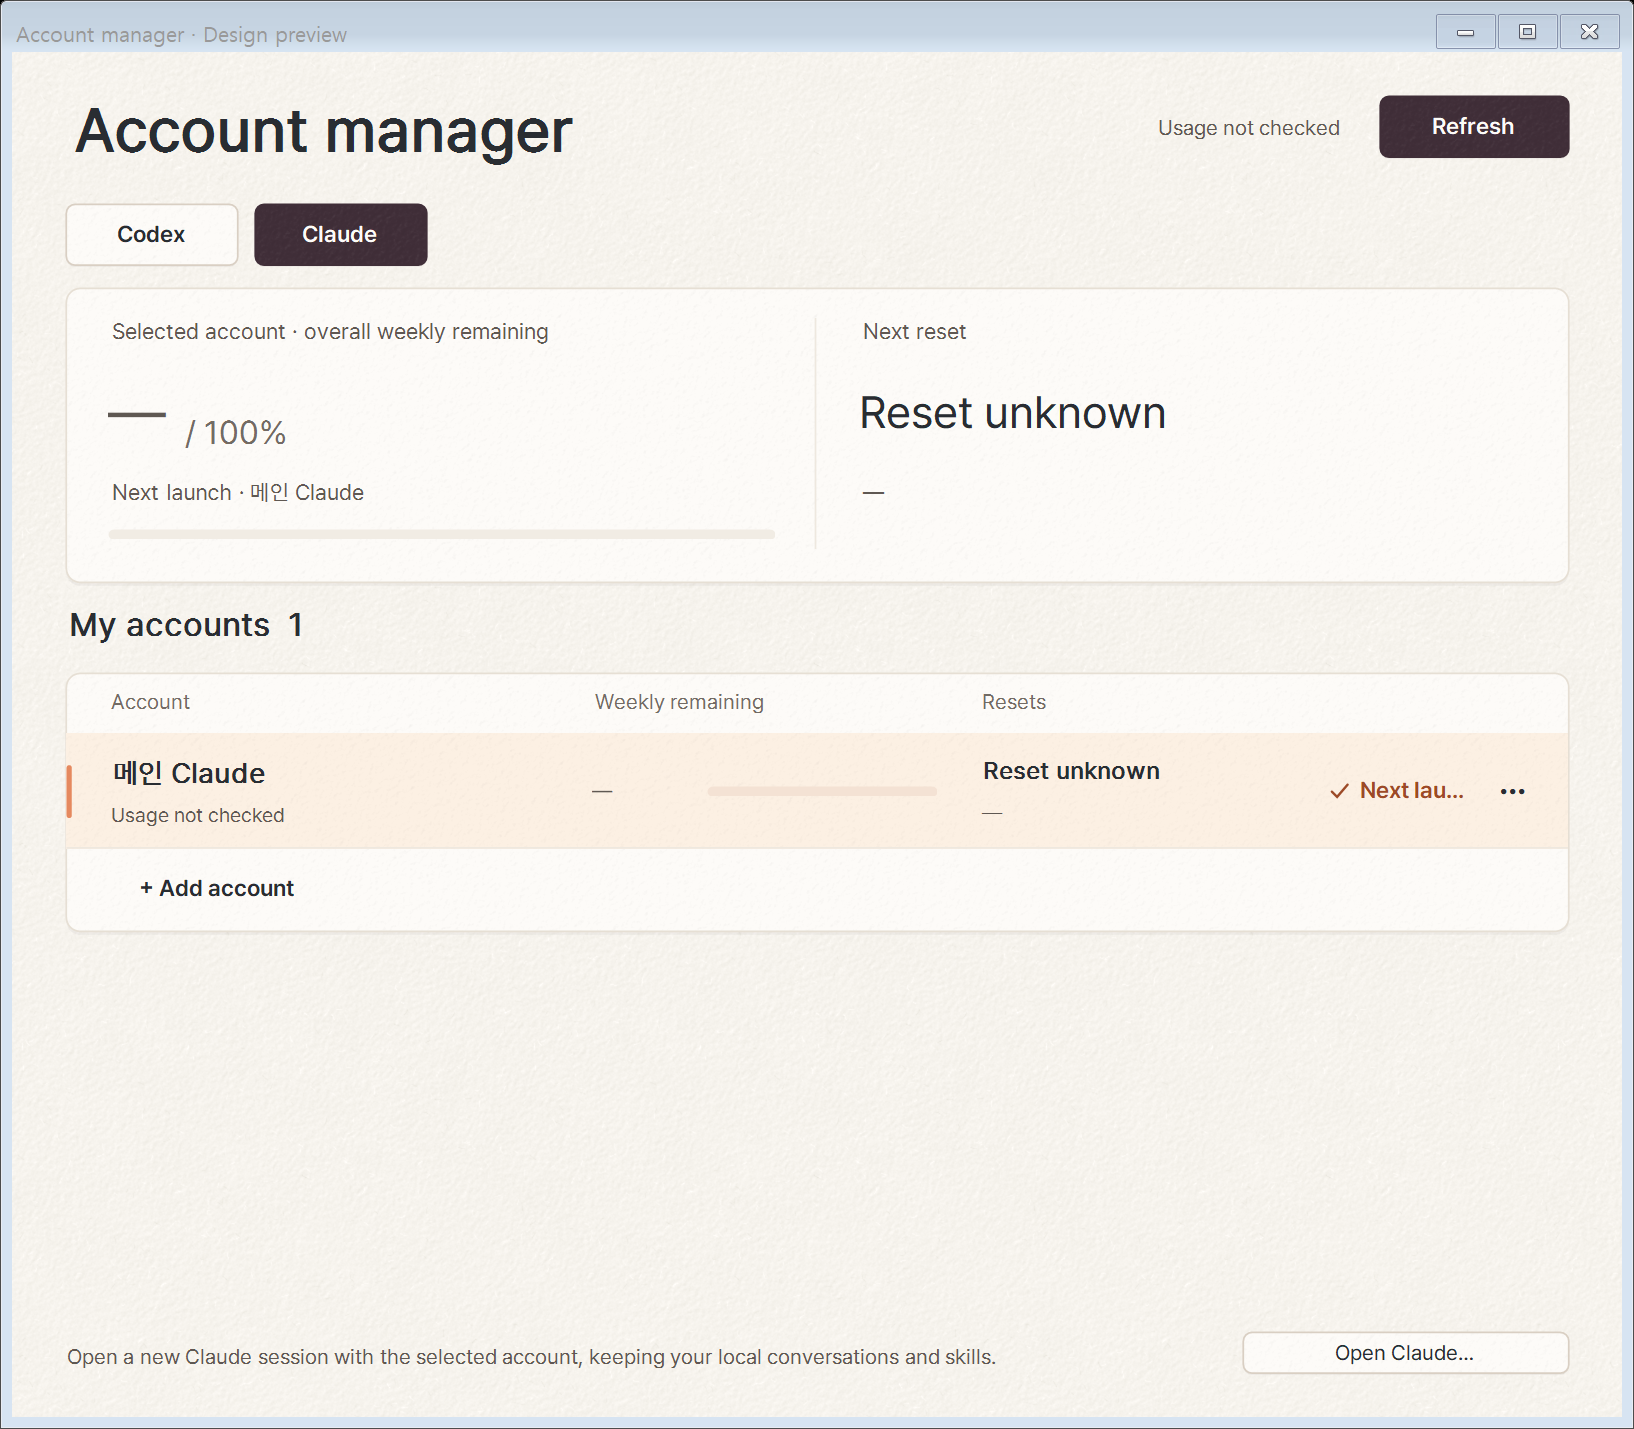 Account manager · Design preview
Account manager
Usage not checked
Refresh
Codex
Claude
Selected account · overall weekly remaining
— / 100%
Next launch · 메인 Claude
Next reset
Reset unknown
—
My accounts 1
Account
Weekly remaining
Resets
메인 Claude
Usage not checked
—
Reset unknown
—
✓ Next lau...
•••
+ Add account
Open a new Claude session with the selected account, keeping your local conversations and skills.
Open Claude...